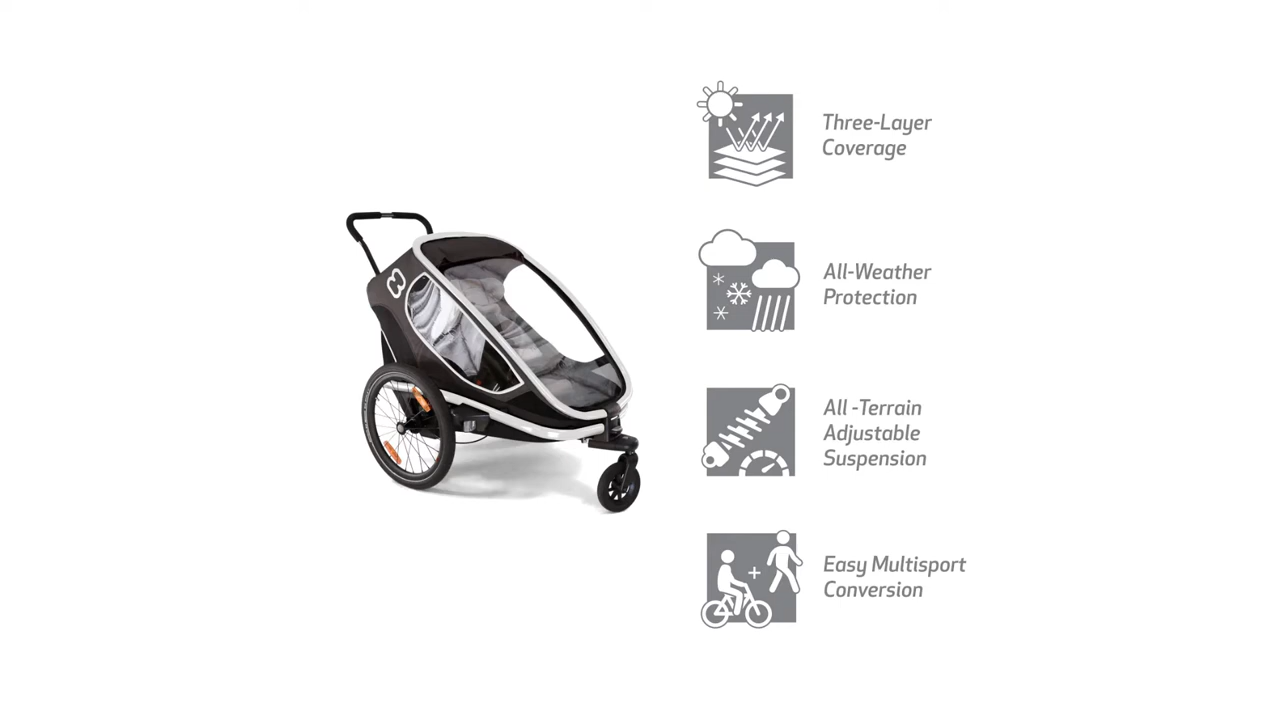 Three-Layer
Coverage
All-Weather
Protection
All -Terrain
Adjustable
Suspension
Easy Multisport
Conversion